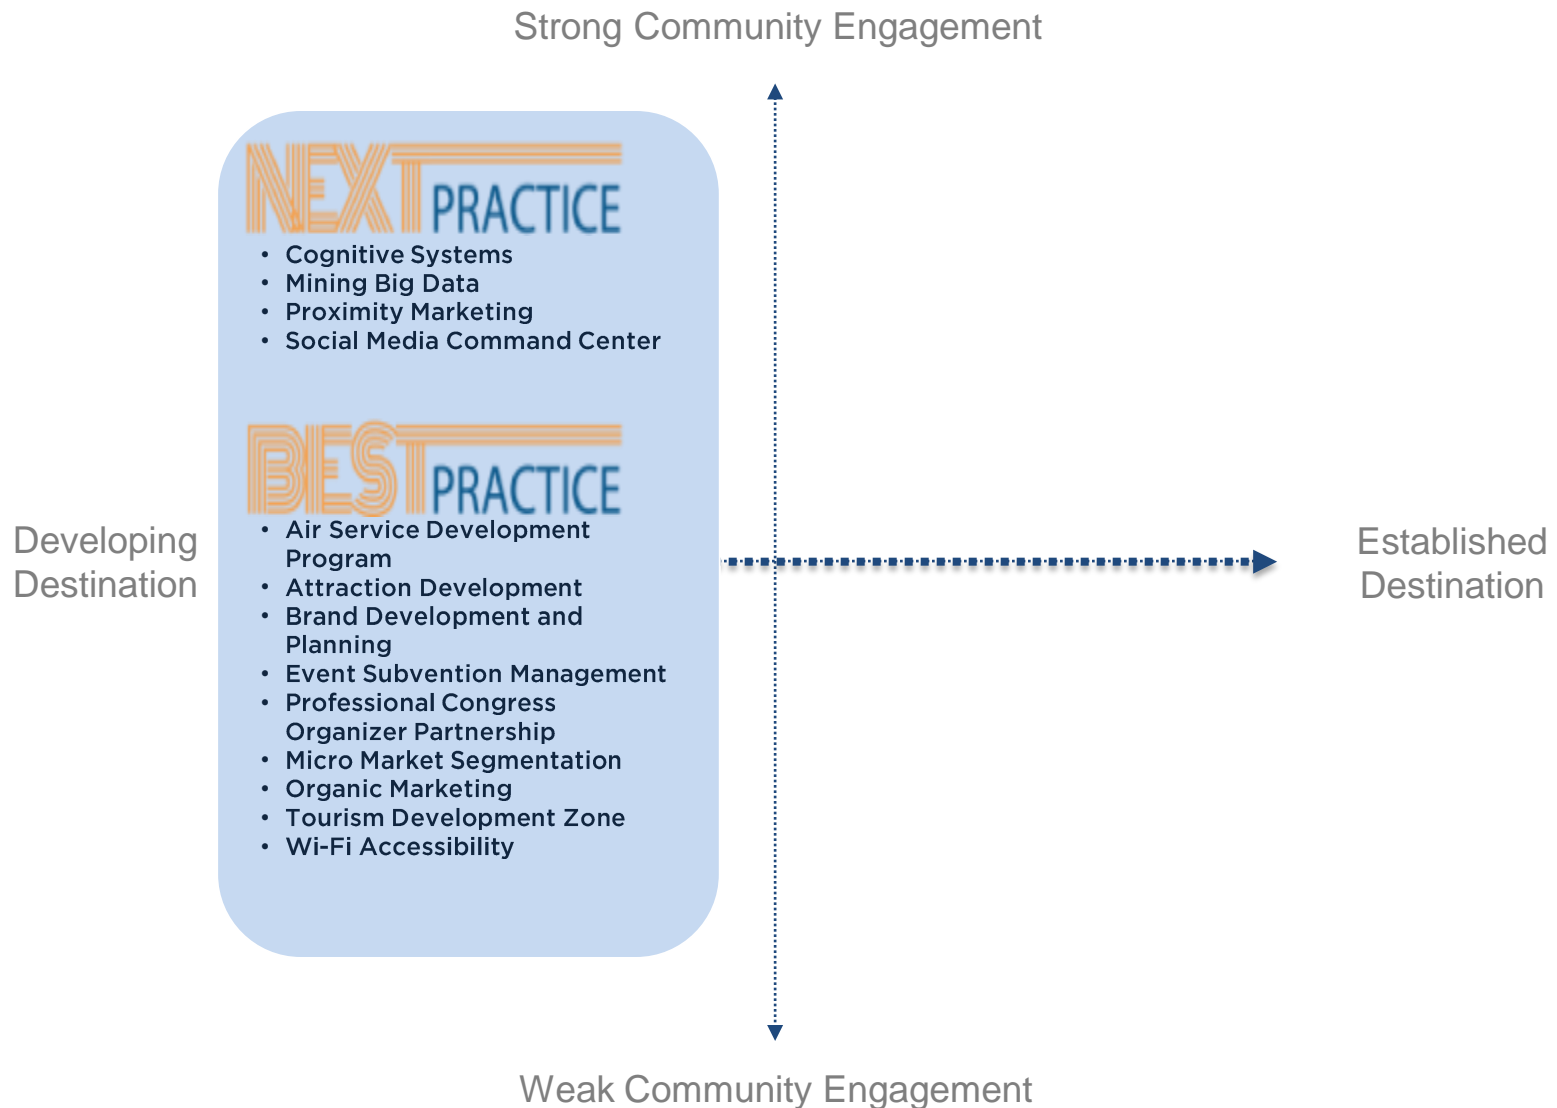 Strong Community Engagement
NEXT PRACTICE
• Cognitive Systems
• Mining Big Data
• Proximity Marketing
• Social Media Command Center
BEST PRACTICE
• Air Service Development
Program
• Attraction Development
• Brand Development and
Planning
• Event Subvention Management
• Professional Congress
Organizer Partnership
• Micro Market Segmentation
• Organic Marketing
• Tourism Development Zone
• Wi-Fi Accessibility
Developing
Destination
Established
Destination
Weak Community Engagement